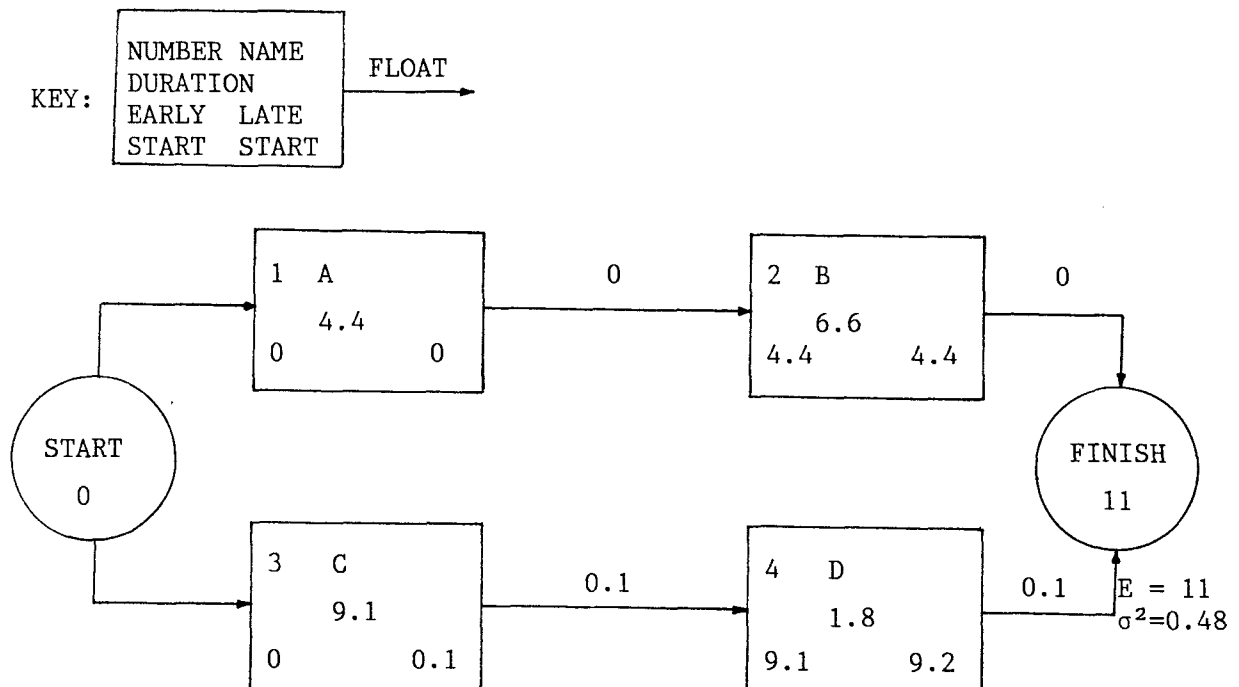 KEY:
NUMBER NAME
DURATION
EARLY LATE
START START
FLOAT
START
0
1 A
4.4
0 0
0
2 B
6.6
4.4 4.4
0
3 C
9.1
0 0.1
0.1
4 D
1.8
9.1 9.2
0.1
FINISH
11
E = 11
σ²=0.48